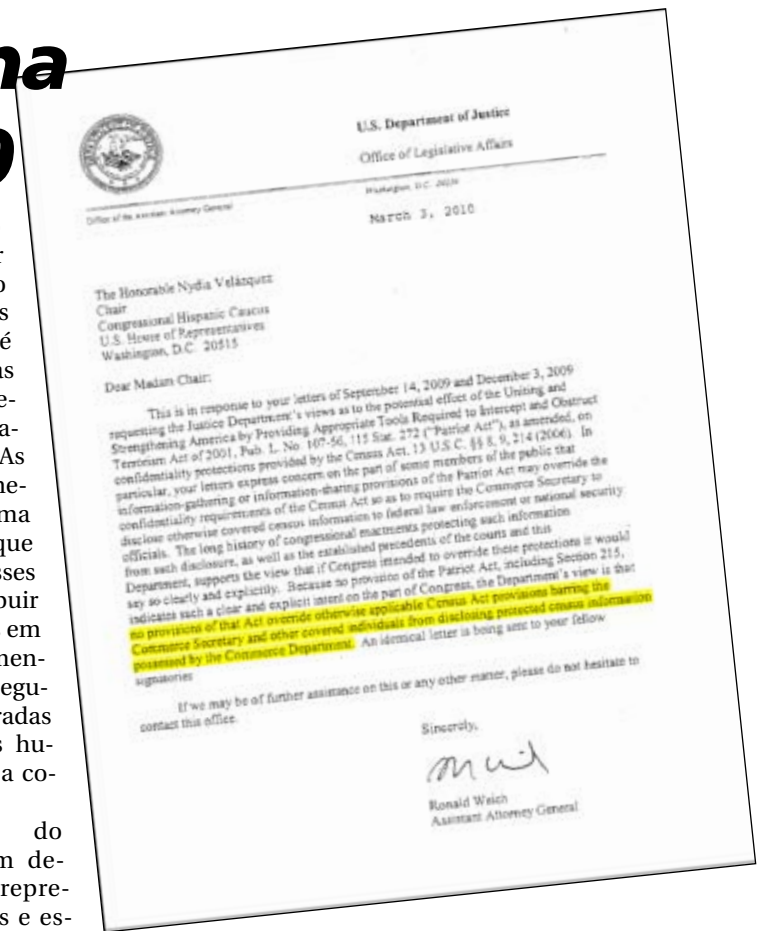 na
o
r
o
s
é
as
e-
a-
As
ne-
ma
que
sses
buir
em
men-
egu-
radas
s hu-
a co-
do
m de-
repre-
s e es-
U.S. Department of Justice
Office of Legislative Affairs
Office of the Assistant Attorney General
Washington, D.C. 20530
March 3, 2010
The Honorable Nydia Velázquez
Chair
Congressional Hispanic Caucus
U.S. House of Representatives
Washington, D.C. 20515
Dear Madam Chair:
This is in response to your letters of September 14, 2009 and December 3, 2009
requesting the Justice Department's views as to the potential effect of the Uniting and
Strengthening America by Providing Appropriate Tools Required to Intercept and Obstruct
Terrorism Act of 2001, Pub. L. No. 107-56, 115 Stat. 272 ("Patriot Act"), as amended, on
confidentiality protections provided by the Census Act, 13 U.S.C. §§ 8, 9, 214 (2006). In
particular, your letters express concern on the part of some members of the public that
information-gathering or information-sharing provisions of the Patriot Act may override the
confidentiality requirements of the Census Act so as to require the Commerce Secretary to
disclose otherwise covered census information to federal law enforcement or national security
officials. The long history of congressional enactments protecting such information
from such disclosure, as well as the established precedents of the courts and this
Department, supports the view that if Congress intended to override these protections it would
say so clearly and explicitly. Because no provision of the Patriot Act, including Section 215,
indicates such a clear and explicit intent on the part of Congress, the Department's view is that
no provisions of that Act override otherwise applicable Census Act provisions barring the
Commerce Secretary and other covered individuals from disclosing protected census information
possessed by the Commerce Department. An identical letter is being sent to your fellow
signatories
If we may be of further assistance on this or any other matter, please do not hesitate to
contact this office.
Sincerely,
Ronald Weich
Assistant Attorney General